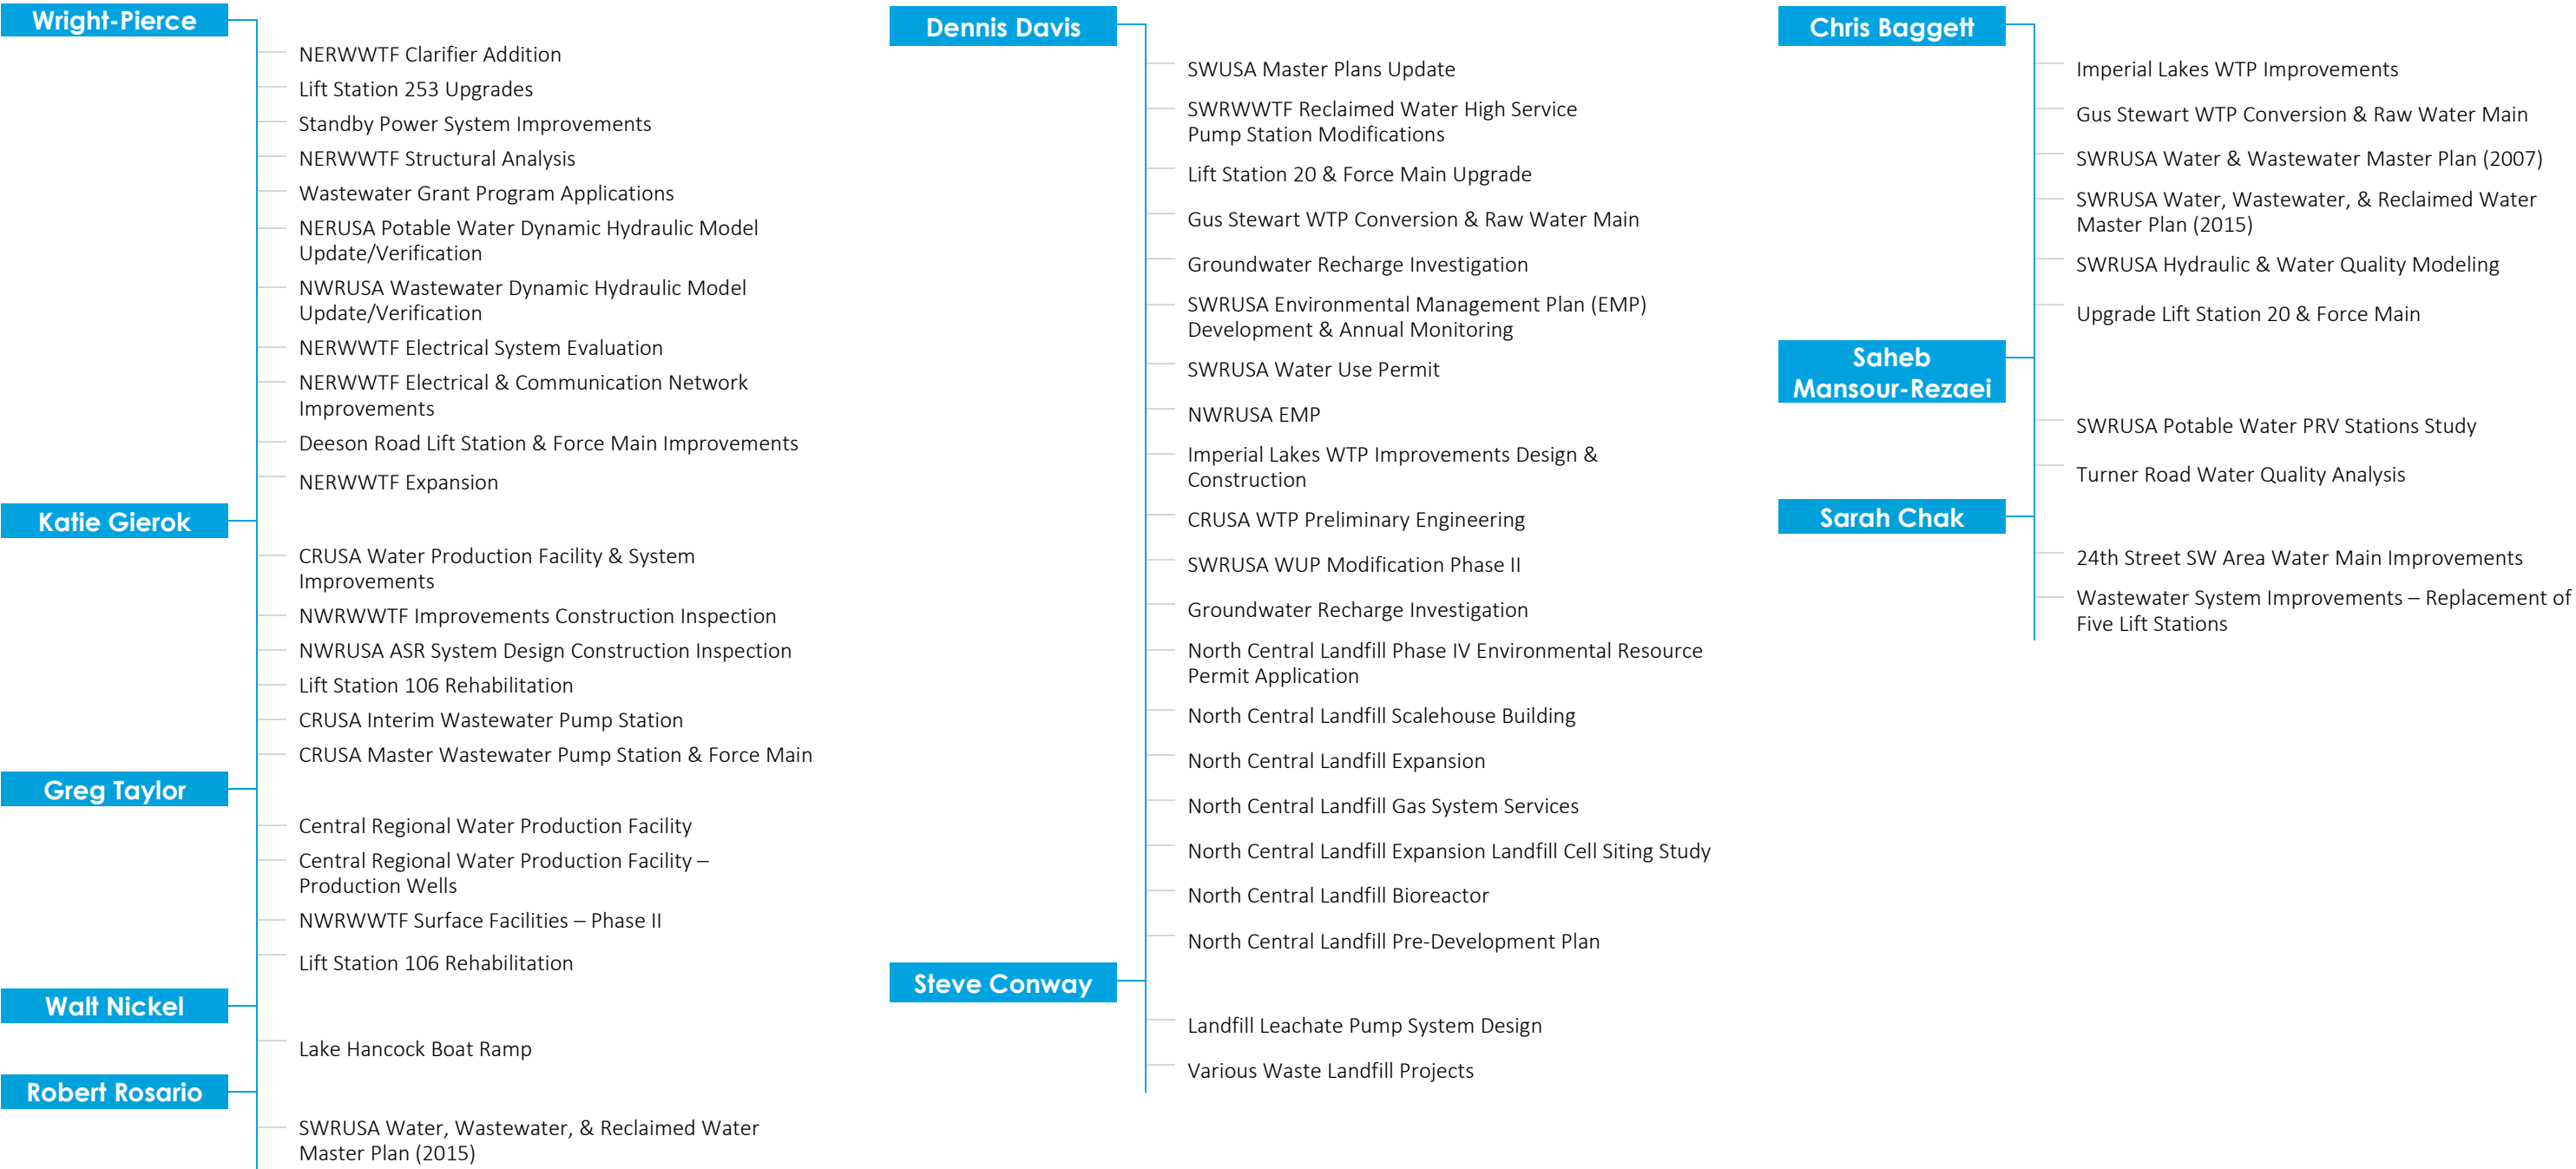 Wright-Pierce
NERWWTF Clarifier Addition
Lift Station 253 Upgrades
Standby Power System Improvements
NERWWTF Structural Analysis
Wastewater Grant Program Applications
NERUSA Potable Water Dynamic Hydraulic Model
Update/Verification
NWRUSA Wastewater Dynamic Hydraulic Model
Update/Verification
NERWWTF Electrical System Evaluation
NERWWTF Electrical & Communication Network
Improvements
Deeson Road Lift Station & Force Main Improvements
NERWWTF Expansion
Katie Gierok
CRUSA Water Production Facility & System
Improvements
NWRWWTF Improvements Construction Inspection
NWRUSA ASR System Design Construction Inspection
Lift Station 106 Rehabilitation
CRUSA Interim Wastewater Pump Station
CRUSA Master Wastewater Pump Station & Force Main
Greg Taylor
Central Regional Water Production Facility
Central Regional Water Production Facility –
Production Wells
NWRWWTF Surface Facilities – Phase II
Lift Station 106 Rehabilitation
Walt Nickel
Lake Hancock Boat Ramp
Robert Rosario
SWRUSA Water, Wastewater, & Reclaimed Water
Master Plan (2015)
Dennis Davis
SWUSA Master Plans Update
SWRWWTF Reclaimed Water High Service
Pump Station Modifications
Lift Station 20 & Force Main Upgrade
Gus Stewart WTP Conversion & Raw Water Main
Groundwater Recharge Investigation
SWRUSA Environmental Management Plan (EMP)
Development & Annual Monitoring
SWRUSA Water Use Permit
NWRUSA EMP
Imperial Lakes WTP Improvements Design &
Construction
CRUSA WTP Preliminary Engineering
SWRUSA WUP Modification Phase II
Groundwater Recharge Investigation
North Central Landfill Phase IV Environmental Resource
Permit Application
North Central Landfill Scalehouse Building
North Central Landfill Expansion
North Central Landfill Gas System Services
North Central Landfill Expansion Landfill Cell Siting Study
North Central Landfill Bioreactor
North Central Landfill Pre-Development Plan
Steve Conway
Landfill Leachate Pump System Design
Various Waste Landfill Projects
Chris Baggett
Imperial Lakes WTP Improvements
Gus Stewart WTP Conversion & Raw Water Main
SWRUSA Water & Wastewater Master Plan (2007)
SWRUSA Water, Wastewater, & Reclaimed Water
Master Plan (2015)
SWRUSA Hydraulic & Water Quality Modeling
Upgrade Lift Station 20 & Force Main
Saheb
Mansour-Rezaei
SWRUSA Potable Water PRV Stations Study
Turner Road Water Quality Analysis
Sarah Chak
24th Street SW Area Water Main Improvements
Wastewater System Improvements – Replacement of
Five Lift Stations